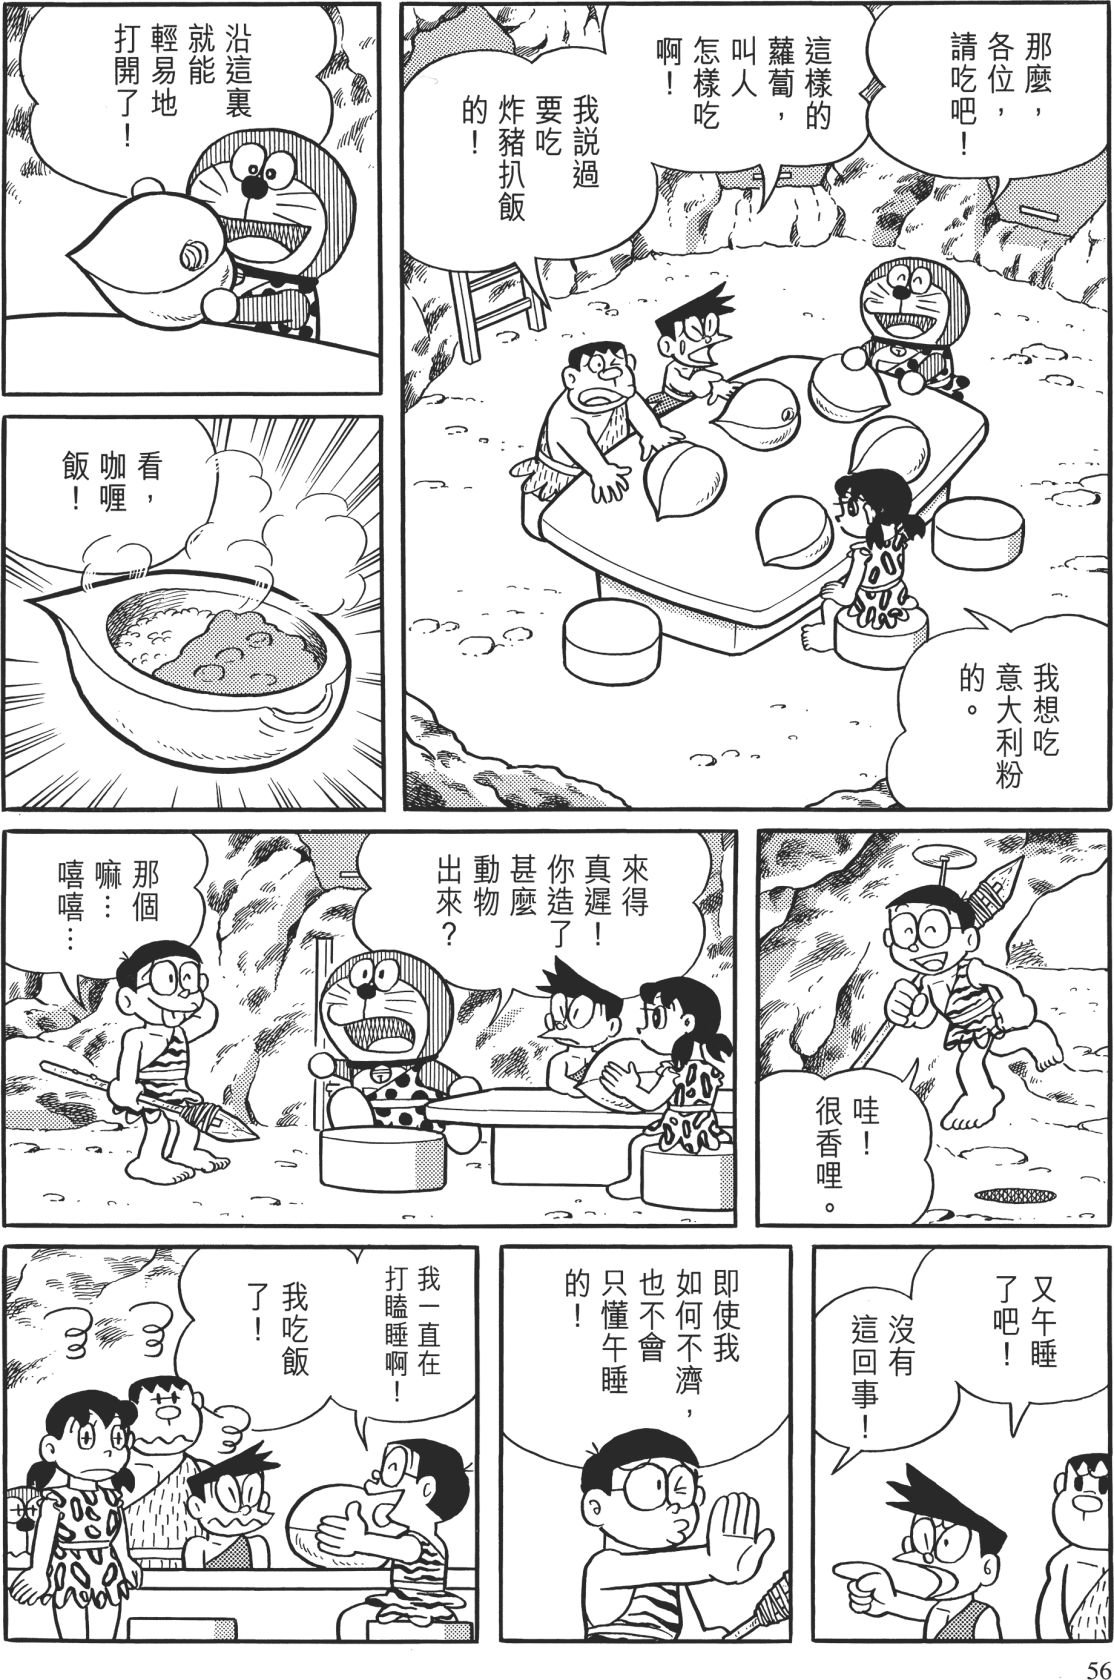 那麼，
各位，
請吃吧！
這樣的
蘿蔔，
叫人
怎樣吃
啊！
我説過
要吃
炸豬扒飯
的！
我想吃
意大利粉
的。
沿這裏
就能
輕易地
打開了！
看，
咖喱
飯！
哇！
很香哩。
來得
真遲！
你造了
甚麼
動物
出來？
那個
嘛…
嘻嘻…
又午睡
了吧！
沒有
這回事！
即使我
如何不濟，
也不會
只懂午睡
的！
我一直在
打瞌睡啊！
我吃飯
了！
56